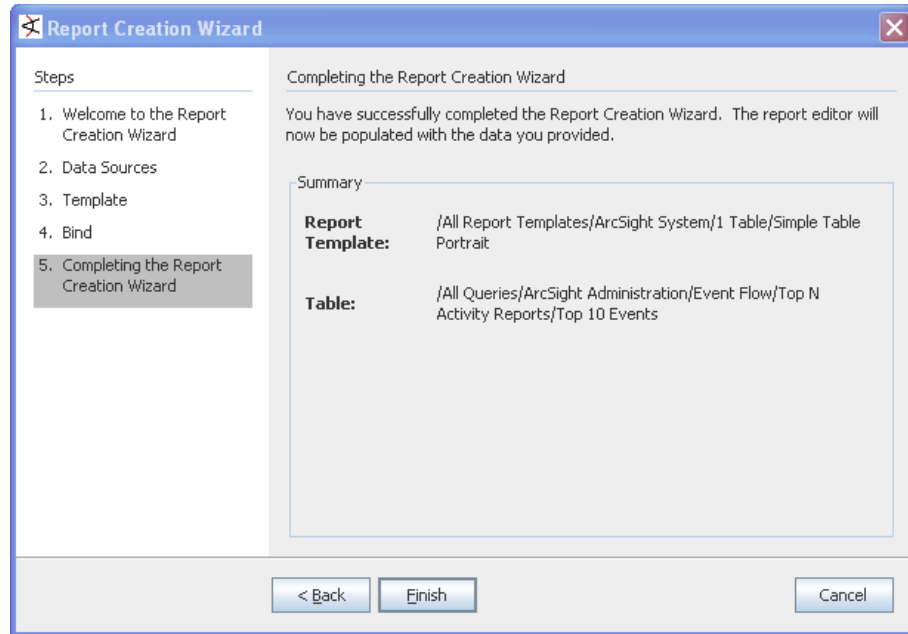 Report Creation Wizard
Steps
1. Welcome to the Report
Creation Wizard
2. Data Sources
3. Template
4. Bind
5. Completing the Report
Creation Wizard
Completing the Report Creation Wizard
You have successfully completed the Report Creation Wizard. The report editor will
now be populated with the data you provided.
Summary
Report
Template:
/All Report Templates/ArcSight System/1 Table/Simple Table
Portrait
Table:
/All Queries/ArcSight Administration/Event Flow/Top N
Activity Reports/Top 10 Events
< Back
Finish
Cancel